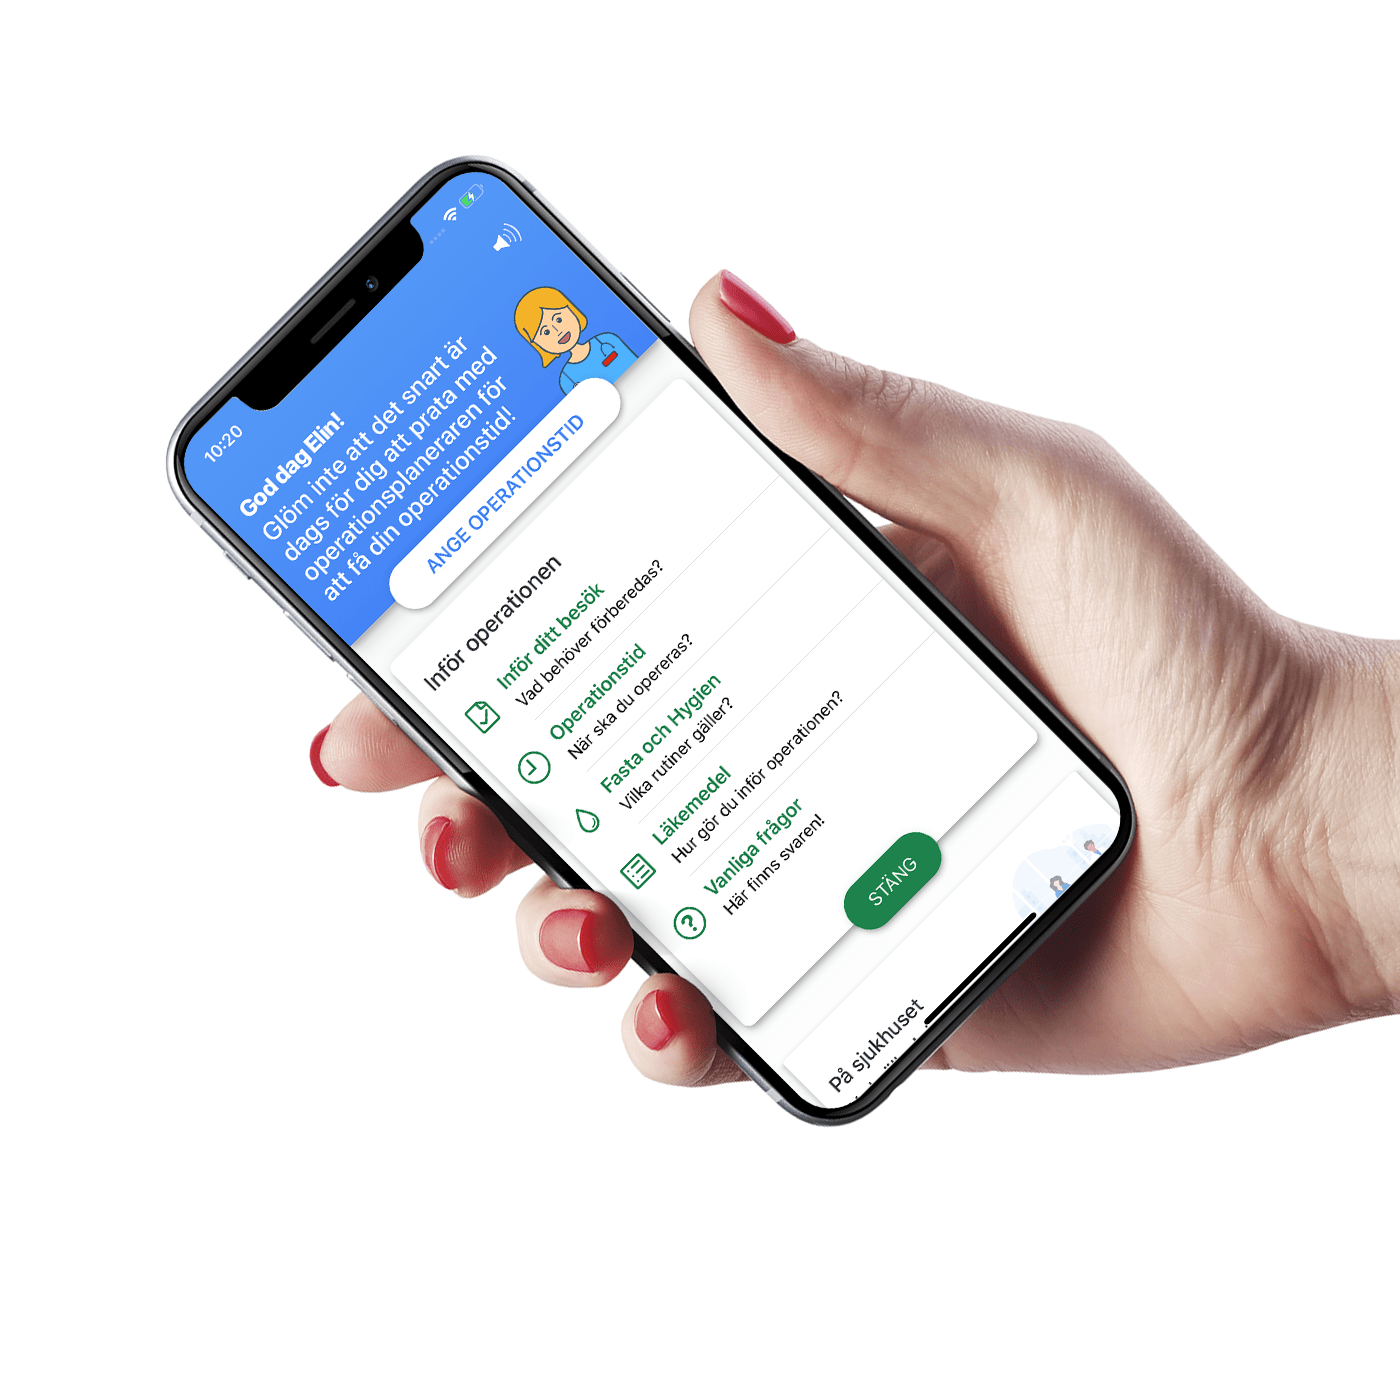 10:20
God dag Elin!
Glöm inte att det snart är
dags för dig att prata med
operationsplaneraren för
att få din operationstid!
ANGE OPERATIONSTID
Inför operationen
Inför ditt besök
Vad behöver förberedas?
Operationstid
När ska du opereras?
Fasta och Hygien
Vilka rutiner gäller?
Läkemedel
Hur gör du inför operationen?
Vanliga frågor
Här finns svaren!
STÄNG
På sjukhuset